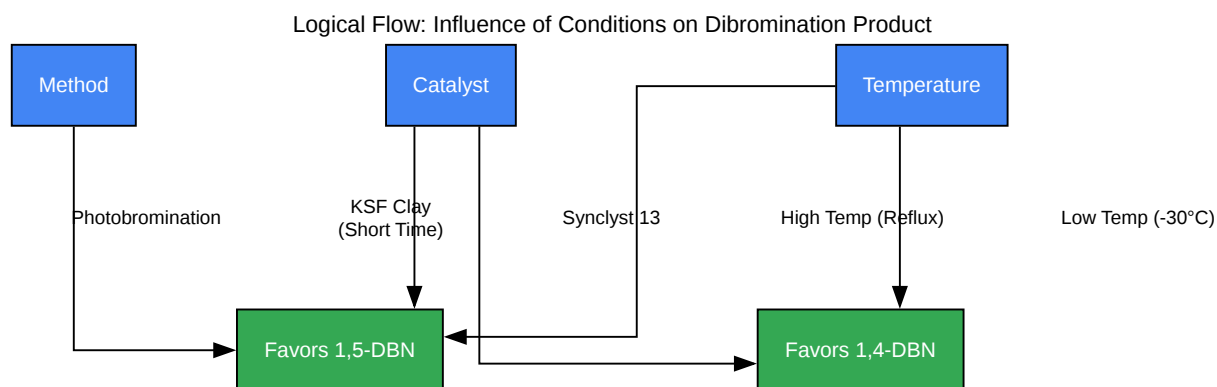 Logical Flow: Influence of Conditions on Dibromination Product
Method
Catalyst
Temperature
Photobromination
KSF Clay
(Short Time)
Synclyst 13
High Temp (Reflux)
Low Temp (-30°C)
Favors 1,5-DBN
Favors 1,4-DBN